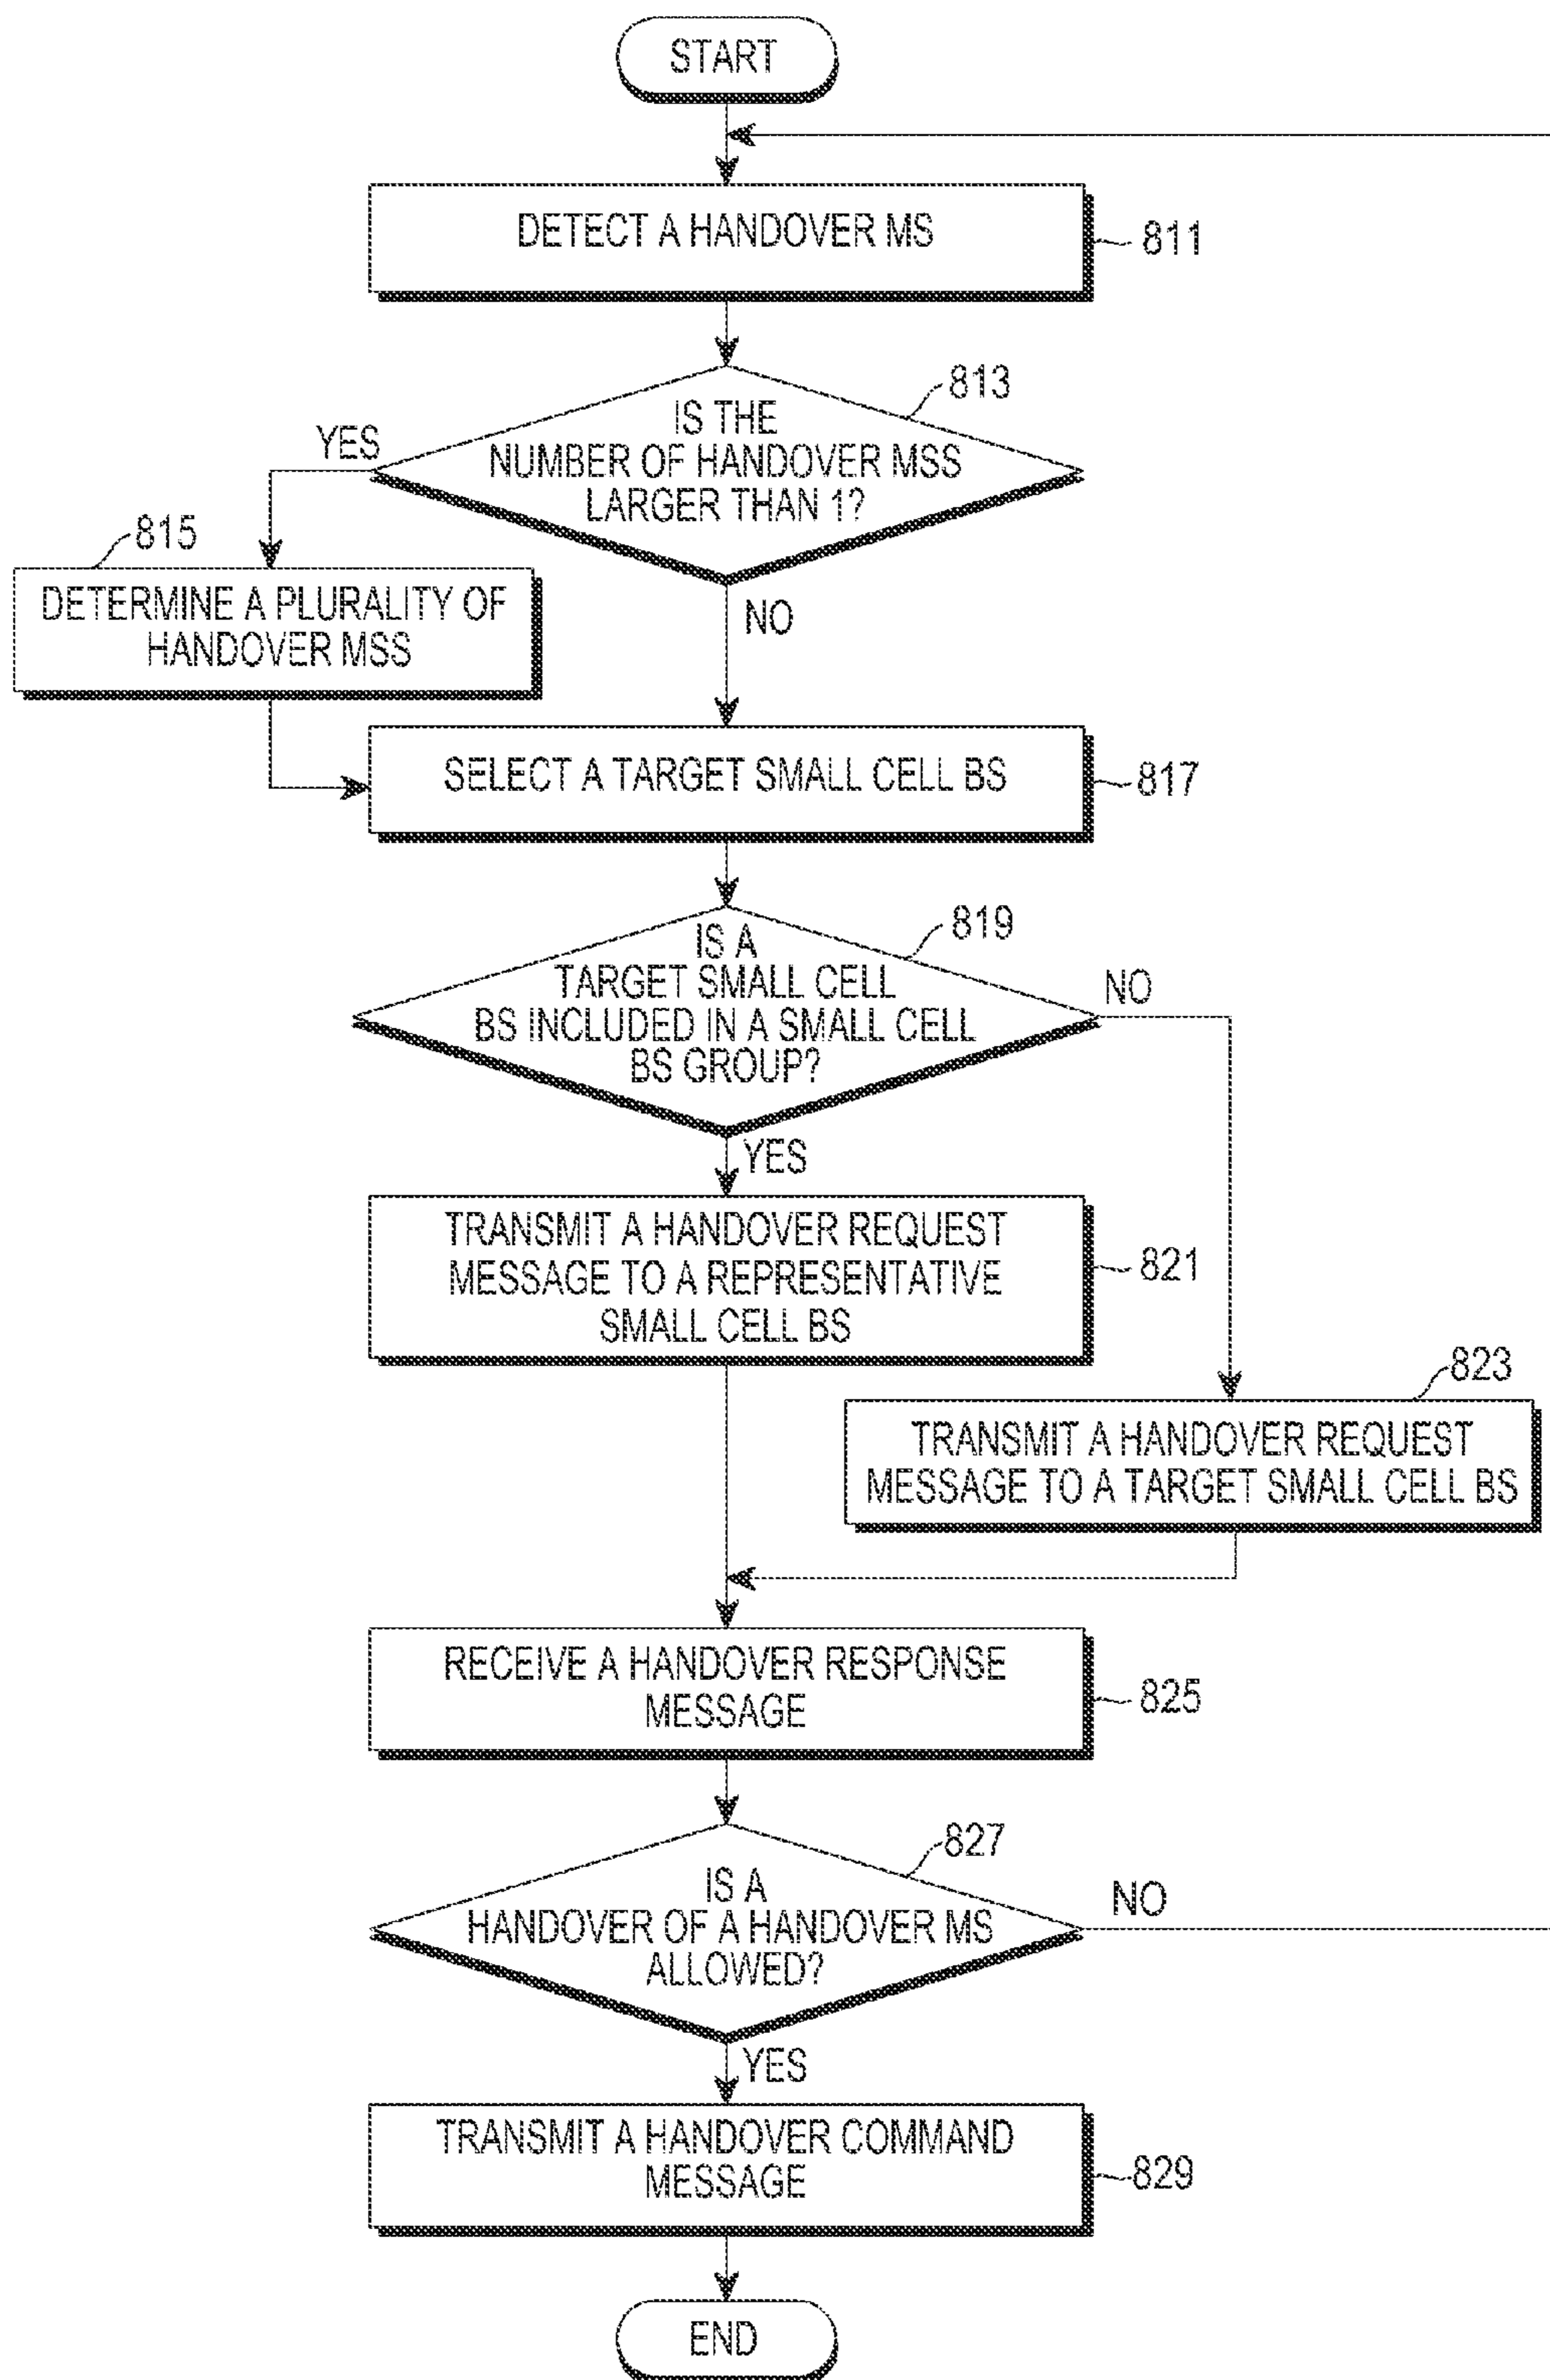 START
DETECT A HANDOVER MS
811
813
IS THE
NUMBER OF HANDOVER MSS
LARGER THAN 1?
YES
815
DETERMINE A PLURALITY OF
HANDOVER MSS
NO
SELECT A TARGET SMALL CELL BS
817
819
IS A
TARGET SMALL CELL
BS INCLUDED IN A SMALL CELL
BS GROUP?
NO
YES
TRANSMIT A HANDOVER REQUEST
MESSAGE TO A REPRESENTATIVE
SMALL CELL BS
821
823
TRANSMIT A HANDOVER REQUEST
MESSAGE TO A TARGET SMALL CELL BS
RECEIVE A HANDOVER RESPONSE
MESSAGE
825
827
IS A
HANDOVER OF A HANDOVER MS
ALLOWED?
NO
YES
TRANSMIT A HANDOVER COMMAND
MESSAGE
829
END